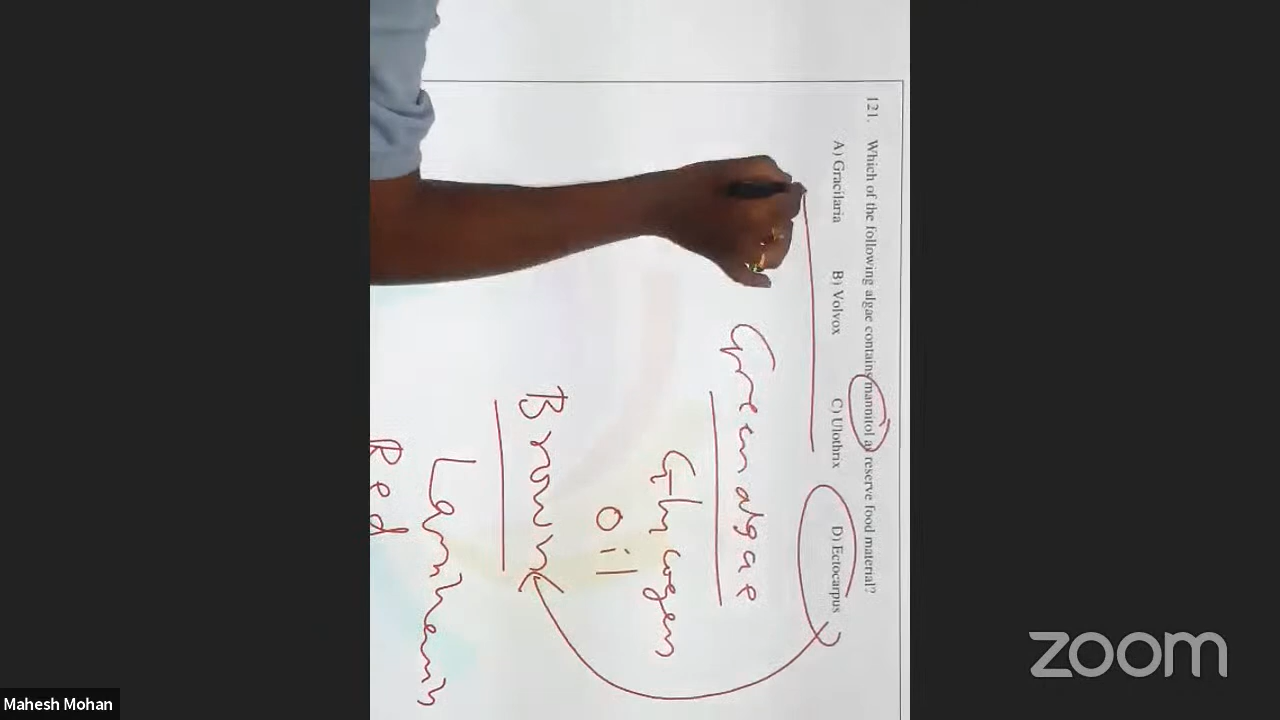 121. Which of the following algae contains mannitol as reserve food material?
A) Gracilaria B) Volvox C) Ulothrix D) Ectocarpus
Green algae
Glycogen
Oil
Brown
Red
zoom
Mahesh Mohan